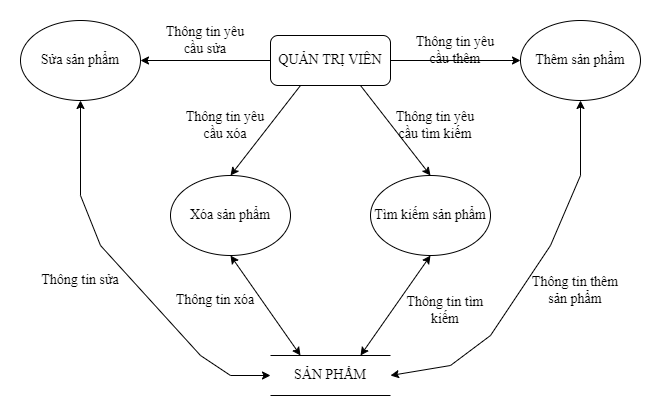 Thông tin yêu
cầu sửa
Thông tin yêu
cầu thêm
Sửa sản phẩm
QUẢN TRỊ VIÊN
Thêm sản phẩm
Thông tin yêu
cầu xóa
Thông tin yêu
cầu tìm kiếm
Xóa sản phẩm
Tìm kiếm sản phẩm
Thông tin sửa
Thông tin xóa
Thông tin tìm
kiếm
Thông tin thêm
sản phẩm
SẢN PHẨM